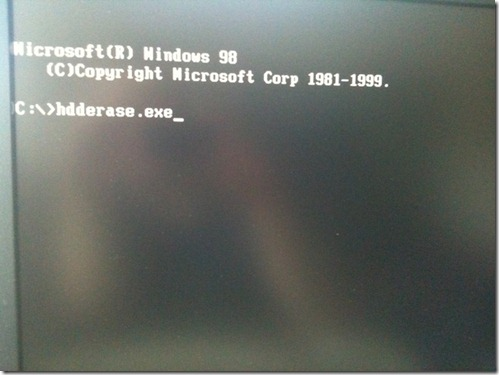 Microsoft(R) Windows 98
(C)Copyright Microsoft Corp 1981-1999.
C:\>hdderase.exe_